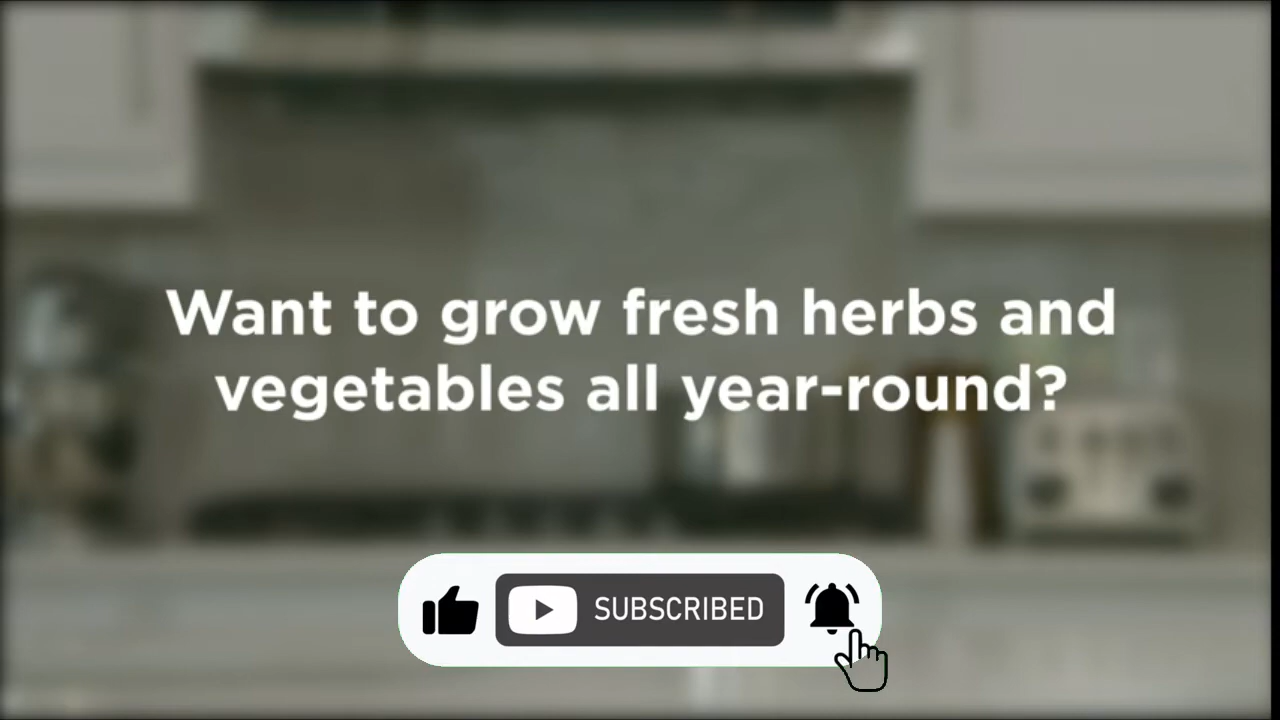 Want to grow fresh herbs and
vegetables all year-round?
SUBSCRIBED